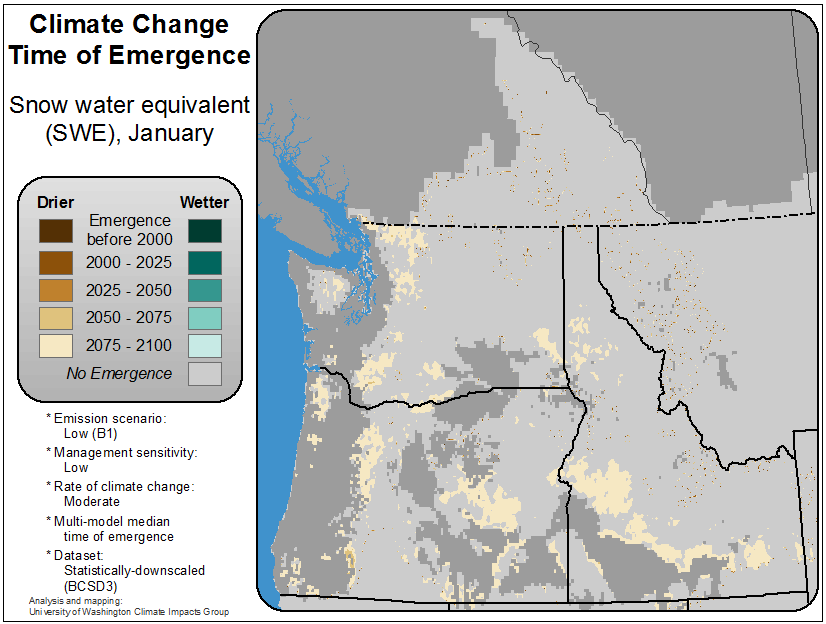 Climate Change
Time of Emergence
Snow water equivalent
(SWE), January
Drier Wetter
Emergence
before 2000
2000 - 2025
2025 - 2050
2050 - 2075
2075 - 2100
No Emergence
* Emission scenario:
Low (B1)
* Management sensitivity:
Low
* Rate of climate change:
Moderate
* Multi-model median
time of emergence
* Dataset:
Statistically-downscaled
(BCSD3)
Analysis and mapping:
University of Washington Climate Impacts Group